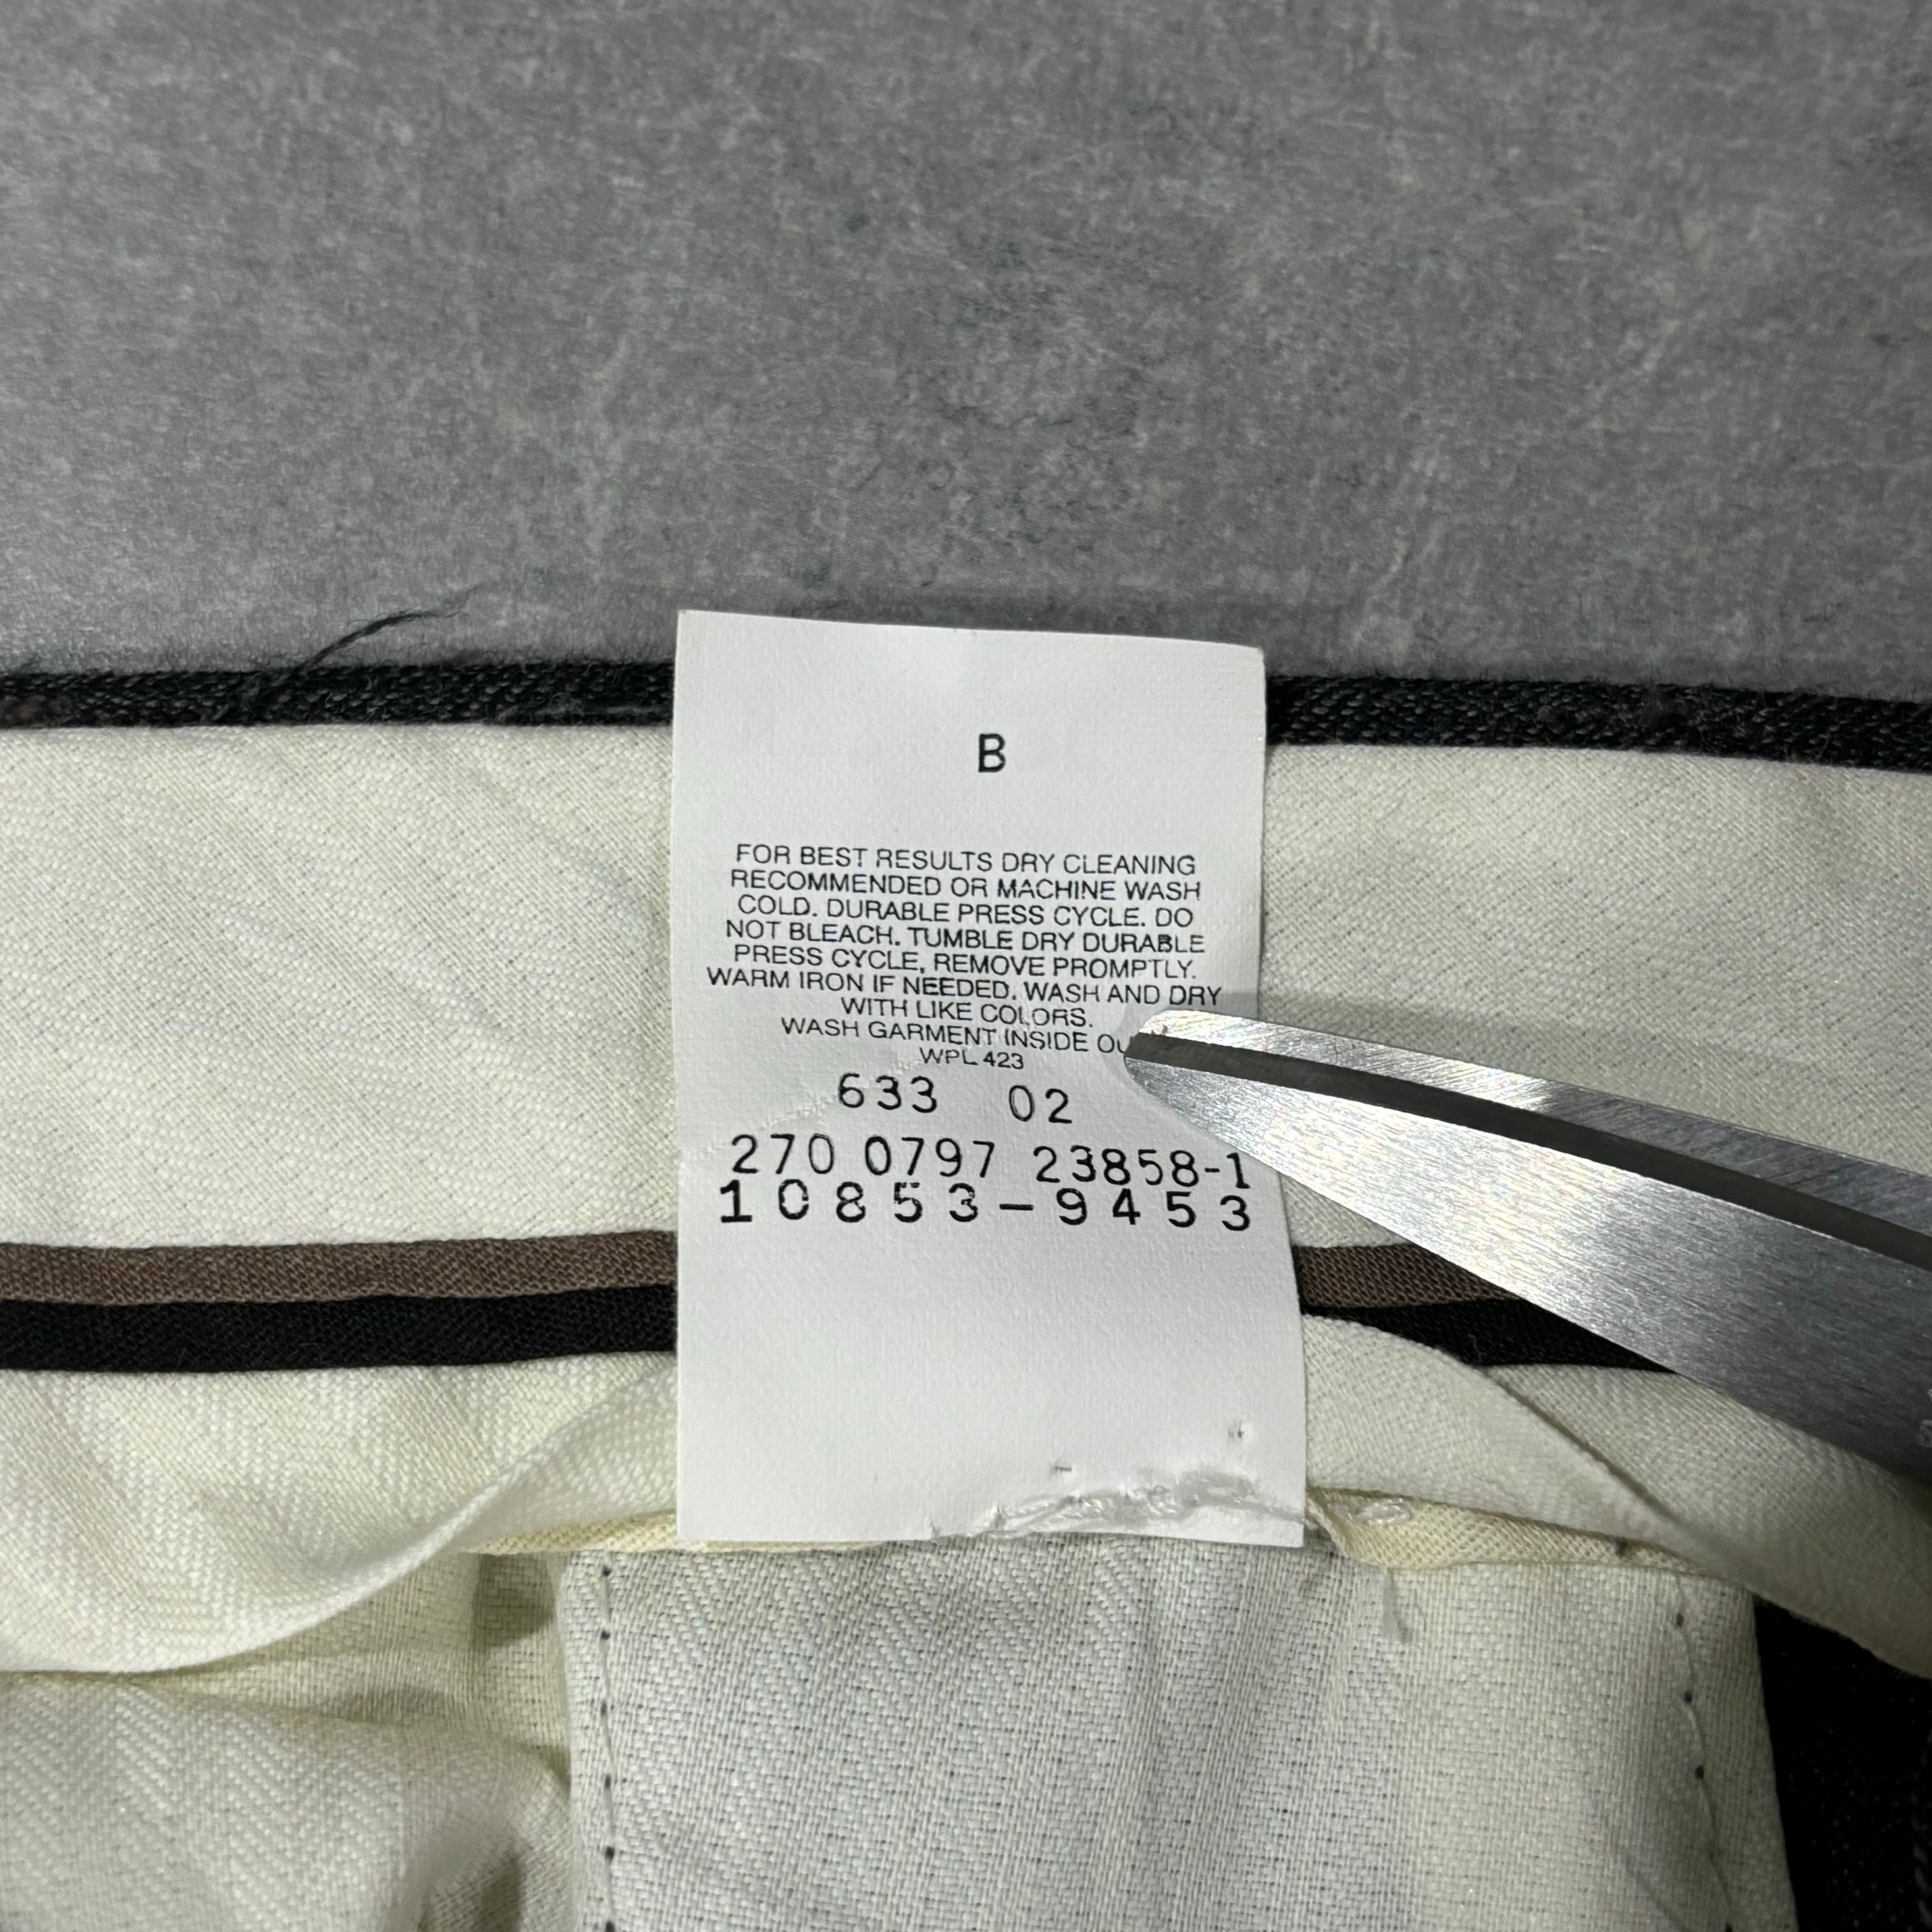 B
FOR BEST RESULTS DRY CLEANING
RECOMMENDED OR MACHINE WASH
COLD. DURABLE PRESS CYCLE. DO
NOT BLEACH. TUMBLE DRY DURABLE
PRESS CYCLE, REMOVE PROMPTLY.
WARM IRON IF NEEDED. WASH AND DRY
WITH LIKE COLORS.
WASH GARMENT INSIDE
WPL 423
633 02
270 0797 23858-1
10853-9453